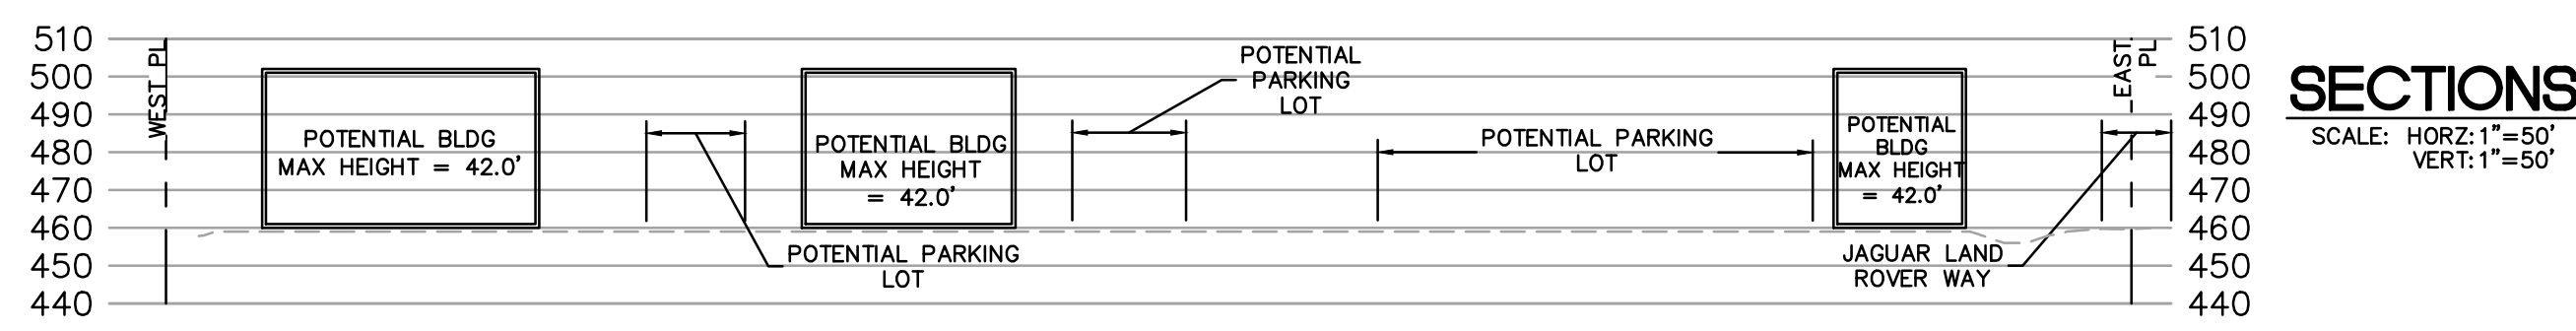 510
500
490
480
470
460
450
440
WEST PL
POTENTIAL BLDG
MAX HEIGHT = 42.0'
POTENTIAL PARKING
LOT
POTENTIAL BLDG
MAX HEIGHT
= 42.0'
POTENTIAL
PARKING
LOT
POTENTIAL PARKING
LOT
POTENTIAL
BLDG
MAX HEIGHT
= 42.0'
JAGUAR LAND
ROVER WAY
EAST
PL
510
500
490
480
470
460
450
440
SECTIONS
SCALE: HORZ: 1"=50'
VERT: 1"=50'